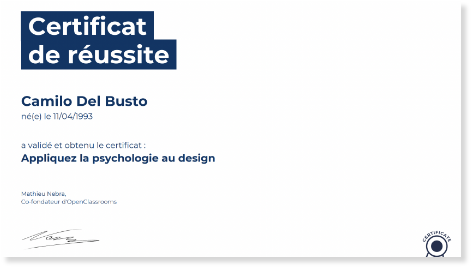 Certificat
de réussite
Camilo Del Busto
né(e) le 11/04/1993
a validé et obtenu le certificat :
Appliquez la psychologie au design
Mathieu Nebra,
Co-fondateur d'OpenClassrooms
CERTIFICATE